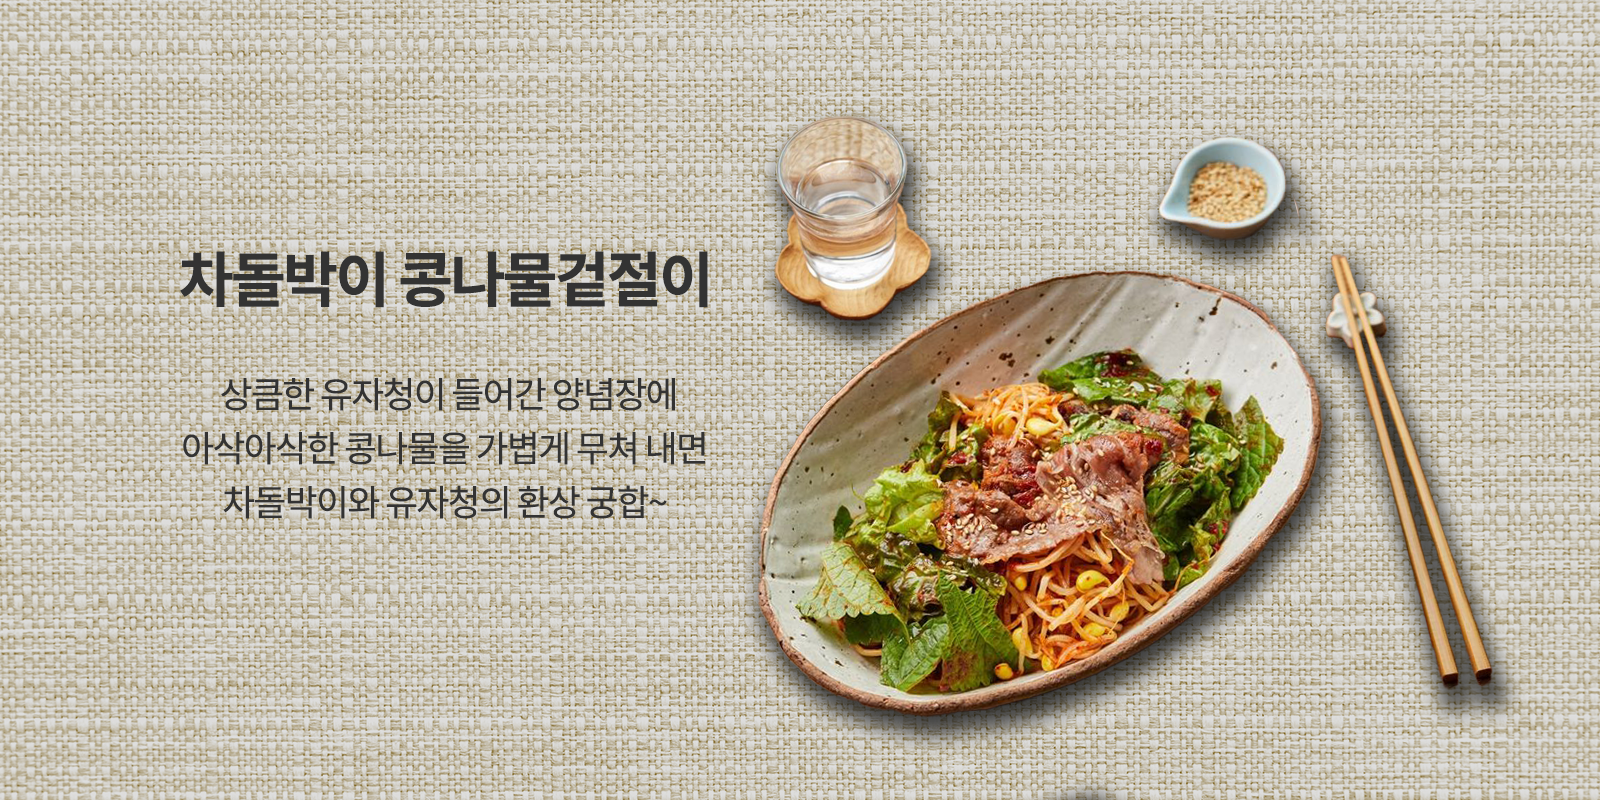 차돌박이 콩나물겉절이
상큼한 유자청이 들어간 양념장에
아삭아삭한 콩나물을 가볍게 무쳐 내면
차돌박이와 유자청의 환상 궁합~